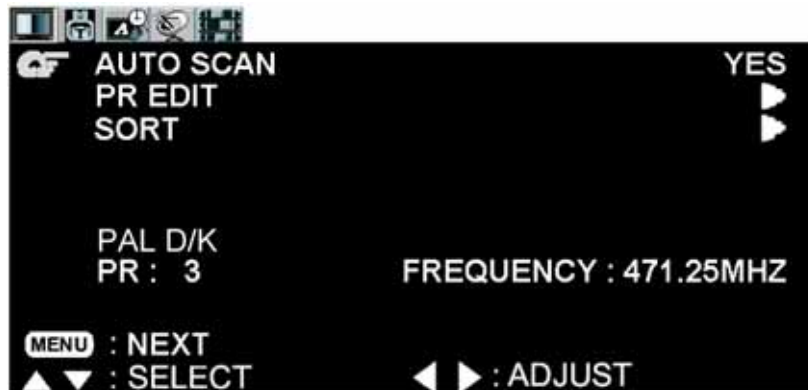 AUTO SCAN YES
PR EDIT
SORT
PAL D/K
PR : 3 FREQUENCY : 471.25MHZ
MENU : NEXT
: SELECT : ADJUST